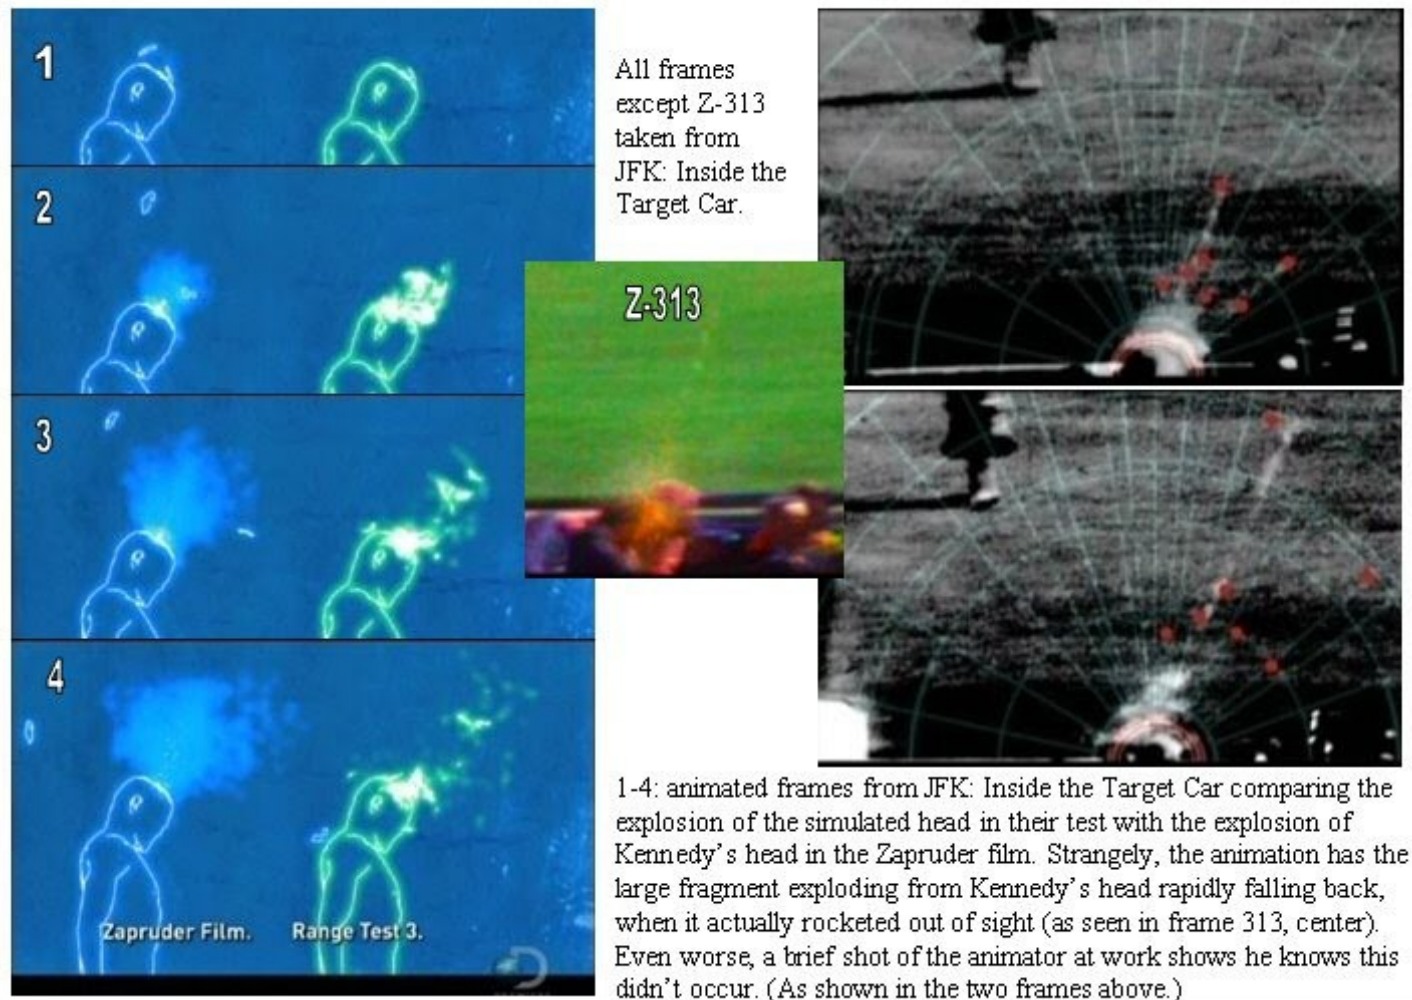 1
2
3
4
Zapruder Film.
Range Test 3.
All frames
except Z-313
taken from
JFK: Inside the
Target Car.
Z-313
1-4: animated frames from JFK: Inside the Target Car comparing the
explosion of the simulated head in their test with the explosion of
Kennedy’s head in the Zapruder film. Strangely, the animation has the
large fragment exploding from Kennedy’s head rapidly falling back,
when it actually rocketed out of sight (as seen in frame 313, center).
Even worse, a brief shot of the animator at work shows he knows this
didn’t occur. (As shown in the two frames above.)